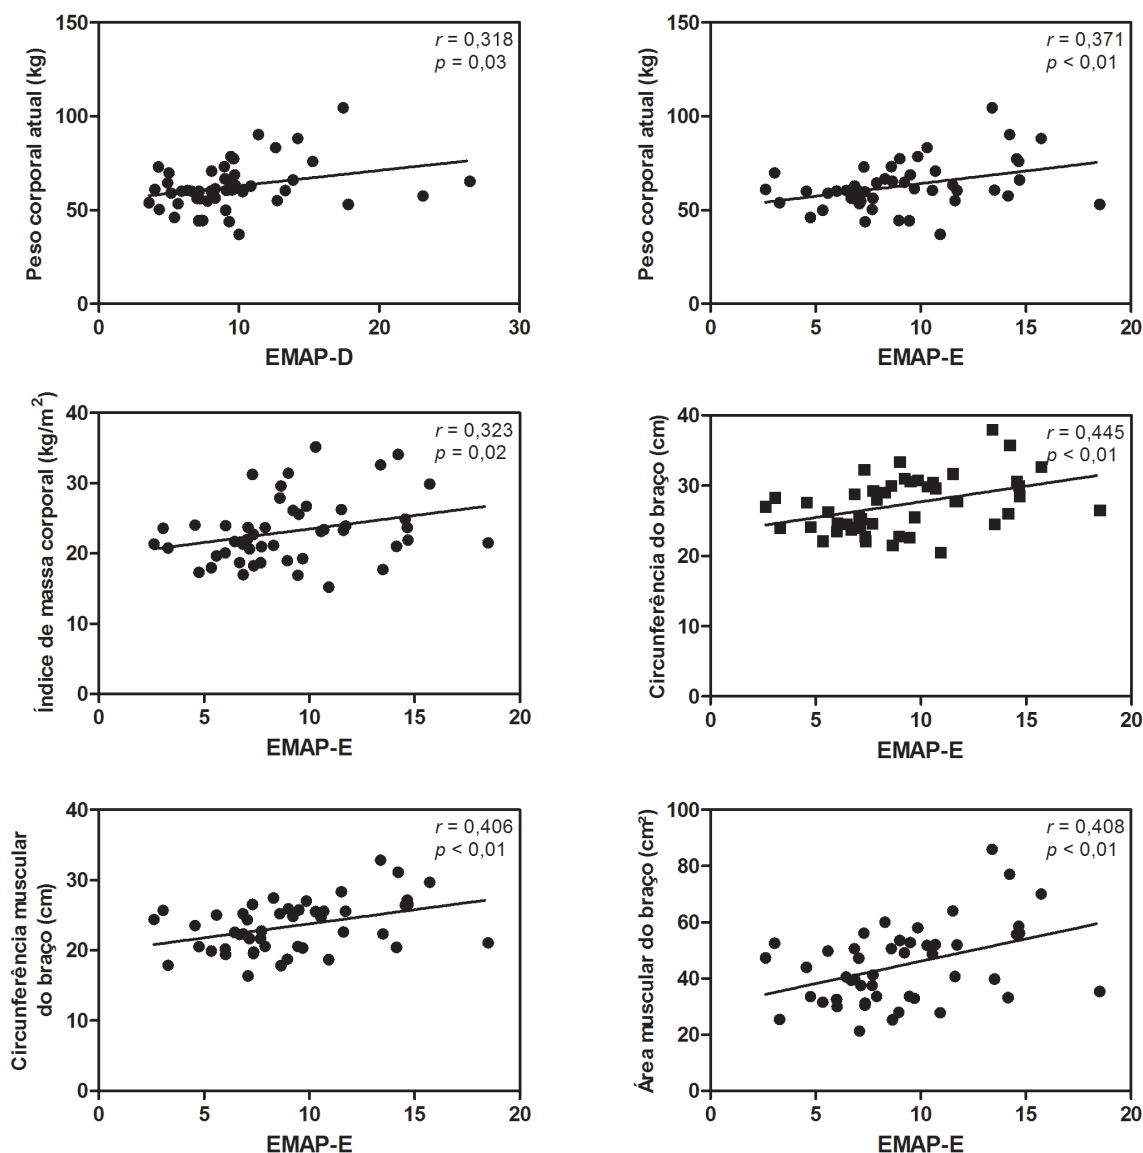 150
100
50
0
Peso corporal atual (kg)
r = 0,318
p = 0,03
0
10
20
30
EMAP-D
150
100
50
0
Peso corporal atual (kg)
r = 0,371
p < 0,01
0
5
10
15
20
EMAP-E
40
30
20
10
0
Índice de massa corporal (kg/m²)
r = 0,323
p = 0,02
0
5
10
15
20
EMAP-E
40
30
20
10
0
Circunferência do braço (cm)
r = 0,445
p < 0,01
0
5
10
15
20
EMAP-E
40
30
20
10
0
Circunferência muscular
do braço (cm)
r = 0,406
p < 0,01
0
5
10
15
20
EMAP-E
100
80
60
40
20
0
Área muscular do braço (cm²)
r = 0,408
p < 0,01
0
5
10
15
20
EMAP-E